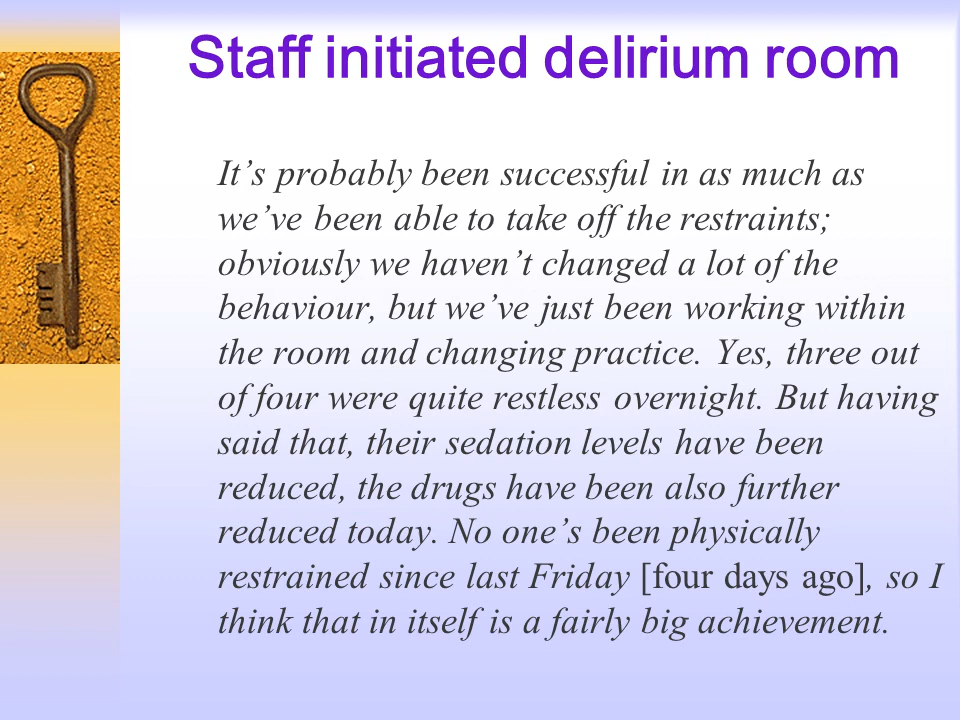 Staff initiated delirium room
It’s probably been successful in as much as
we’ve been able to take off the restraints;
obviously we haven’t changed a lot of the
behaviour, but we’ve just been working within
the room and changing practice. Yes, three out
of four were quite restless overnight. But having
said that, their sedation levels have been
reduced, the drugs have been also further
reduced today. No one’s been physically
restrained since last Friday [four days ago], so I
think that in itself is a fairly big achievement.